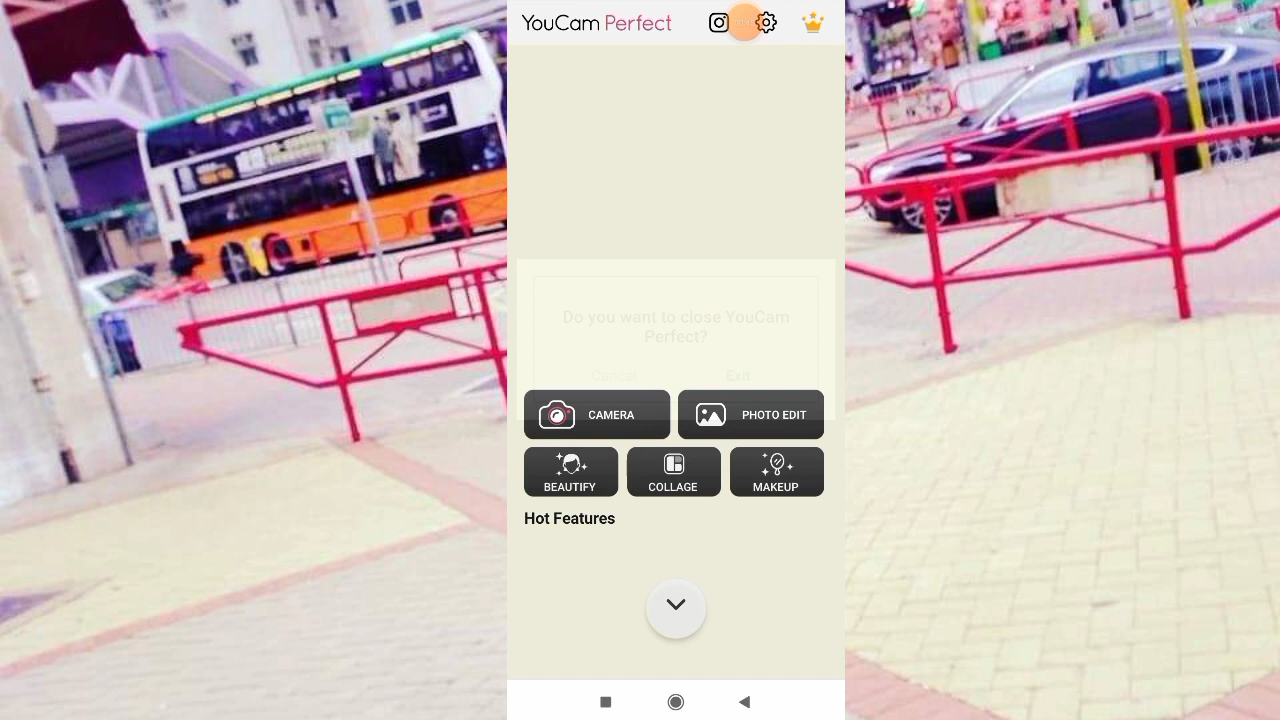 YouCam Perfect
Do you want to close YouCam
Perfect?
Cancel
Exit
CAMERA
PHOTO EDIT
BEAUTIFY
COLLAGE
MAKEUP
Hot Features